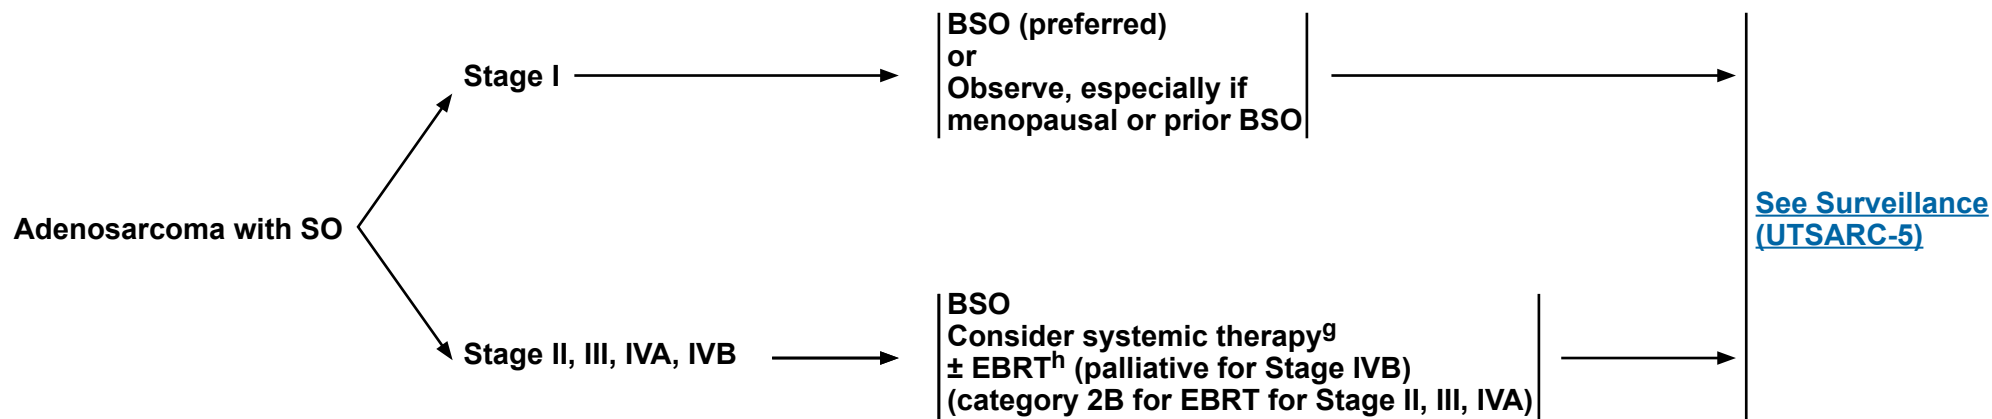 Adenosarcoma with SO
Stage I
BSO (preferred)
or
Observe, especially if
menopausal or prior BSO
Stage II, III, IVA, IVB
BSO
Consider systemic therapyᵍ
± EBRTʰ (palliative for Stage IVB)
(category 2B for EBRT for Stage II, III, IVA)
See Surveillance
(UTSARC-5)